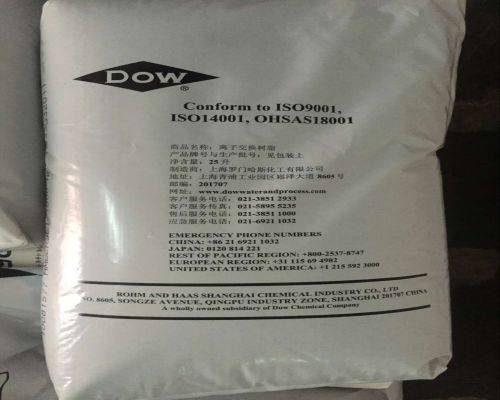 DOW
Conform to ISO9001,
ISO14001, OHSAS18001
商品名称: 离子交换树脂
产品牌号与生产批号: 见包装上
净含量: 25 升
制造商: 上海罗门哈斯化工有限公司
地址: 上海青浦工业园区崧泽大道 8605号
邮编: 201707
网址: www.dowwaterandprocess.com
客户服务电话: 021-3851 2933
客户服务传真: 021-5895 5235
售后服务电话: 021-3851 1000
应急服务电话: 021-6921 1032
EMERGENCY PHONE NUMBERS
CHINA: +86 21 6921 1032
JAPAN: 0120 814 221
REST OF PACIFIC REGION: +800-2537-8747
EUROPEAN REGION: +31 115 69 4982
UNITED STATES OF AMERICA: +1 215 592 3000
ROHM AND HAAS SHANGHAI CHEMICAL INDUSTRY CO., LTD
NO. 8605, SONGZE AVENUE, QINGPU INDUSTRY ZONE, SHANGHAI 201707 CHINA
A wholly owned subsidiary of Dow Chemical Company